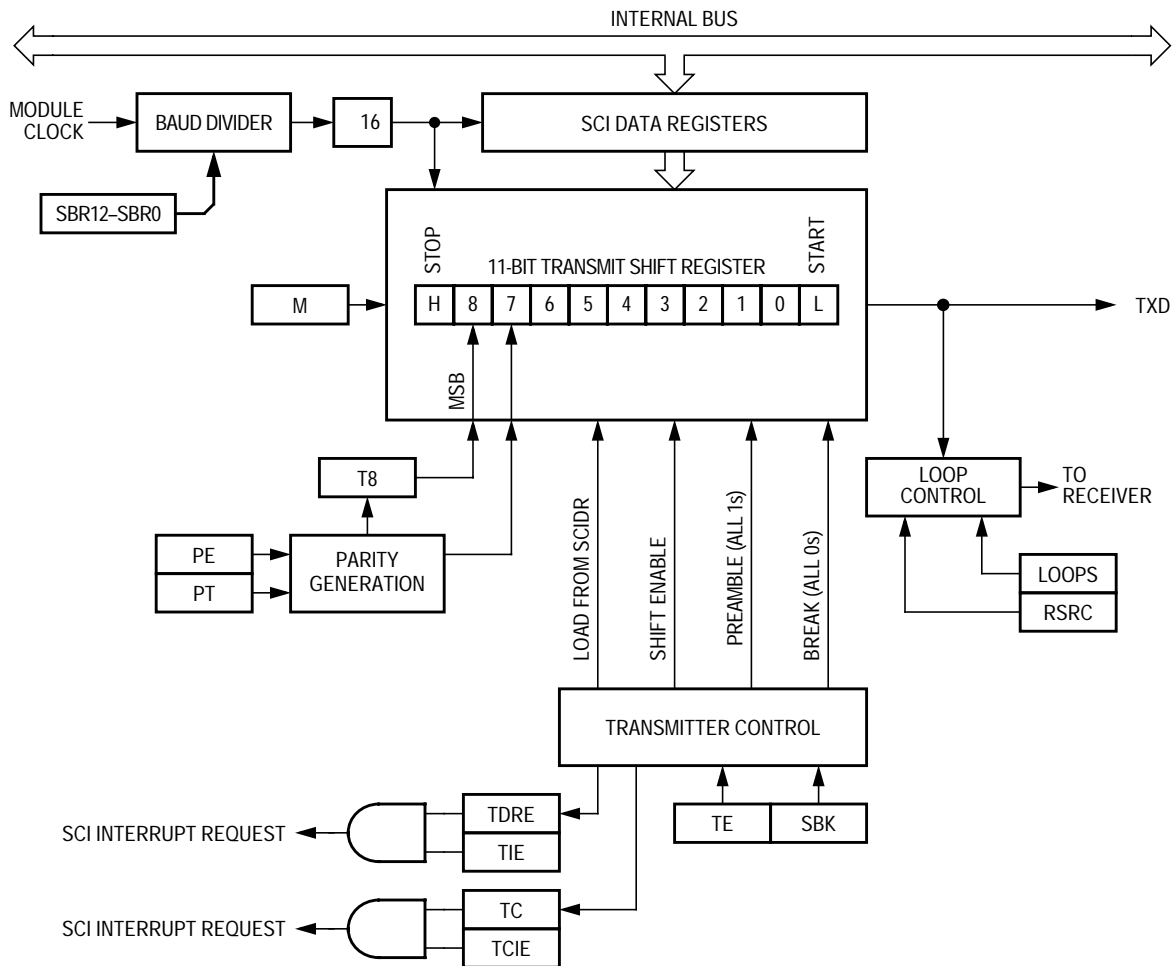 INTERNAL BUS
MODULE
CLOCK
BAUD DIVIDER
16
SCI DATA REGISTERS
SBR12–SBR0
STOP
11-BIT TRANSMIT SHIFT REGISTER
START
M
H 8 7 6 5 4 3 2 1 0 L
TXD
MSB
T8
LOOP
CONTROL
TO
RECEIVER
PE
PT
PARITY
GENERATION
LOAD FROM SCIDR
SHIFT ENABLE
PREAMBLE (ALL 1s)
BREAK (ALL 0s)
LOOPS
RSRC
TRANSMITTER CONTROL
TDRE
TIE
SCI INTERRUPT REQUEST
TE
SBK
TC
TCIE
SCI INTERRUPT REQUEST